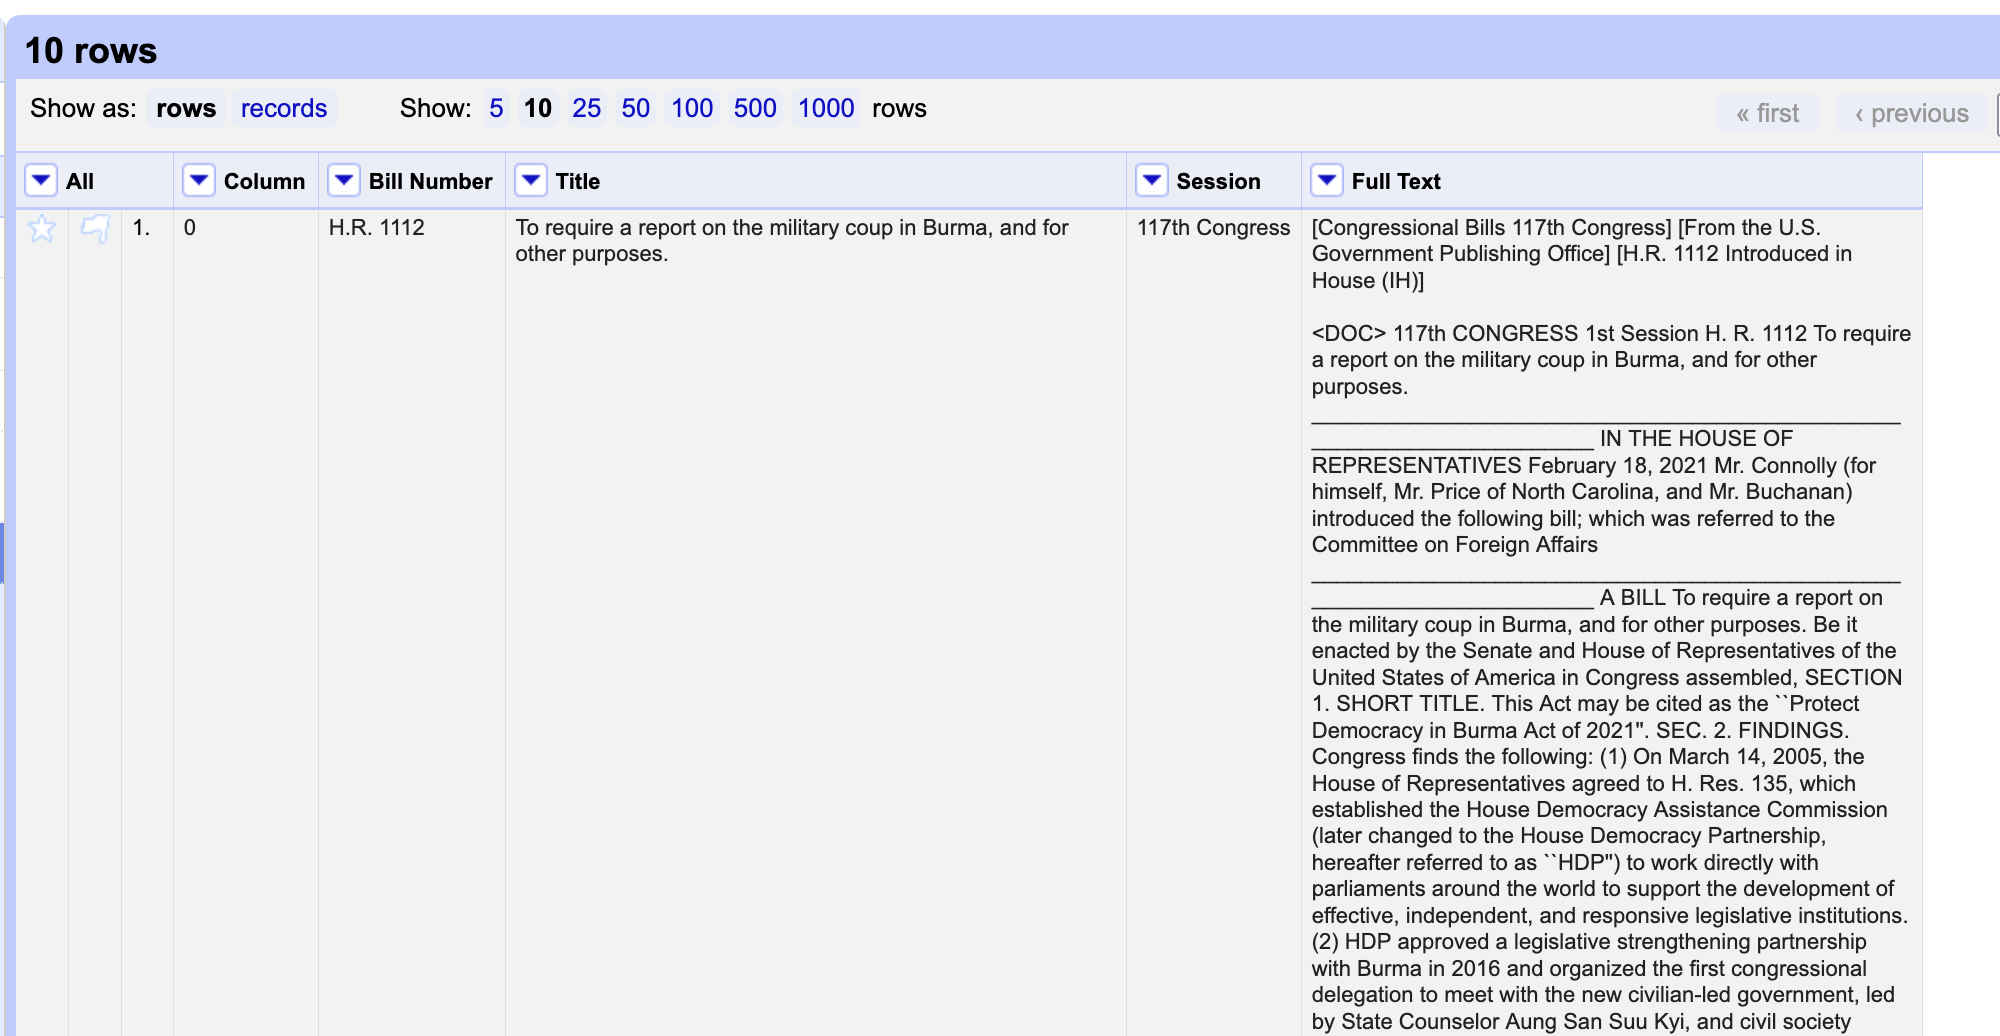 10 rows
Show as: rows records Show: 5 10 25 50 100 500 1000 rows « first ‹ previous
All Column Bill Number Title Session Full Text
1. 0 H.R. 1112 To require a report on the military coup in Burma, and for other purposes. 117th Congress
[Congressional Bills 117th Congress] [From the U.S.
Government Publishing Office] [H.R. 1112 Introduced in
House (IH)]
<DOC> 117th CONGRESS 1st Session H. R. 1112 To require
a report on the military coup in Burma, and for other
purposes.
________________________________________________
_______________________ IN THE HOUSE OF
REPRESENTATIVES February 18, 2021 Mr. Connolly (for
himself, Mr. Price of North Carolina, and Mr. Buchanan)
introduced the following bill; which was referred to the
Committee on Foreign Affairs
________________________________________________
_______________________ A BILL To require a report on
the military coup in Burma, and for other purposes. Be it
enacted by the Senate and House of Representatives of the
United States of America in Congress assembled, SECTION
1. SHORT TITLE. This Act may be cited as the ``Protect
Democracy in Burma Act of 2021''. SEC. 2. FINDINGS.
Congress finds the following: (1) On March 14, 2005, the
House of Representatives agreed to H. Res. 135, which
established the House Democracy Assistance Commission
(later changed to the House Democracy Partnership,
hereafter referred to as ``HDP'') to work directly with
parliaments around the world to support the development of
effective, independent, and responsive legislative institutions.
(2) HDP approved a legislative strengthening partnership
with Burma in 2016 and organized the first congressional
delegation to meet with the new civilian-led government, led
by State Counselor Aung San Suu Kyi, and civil society